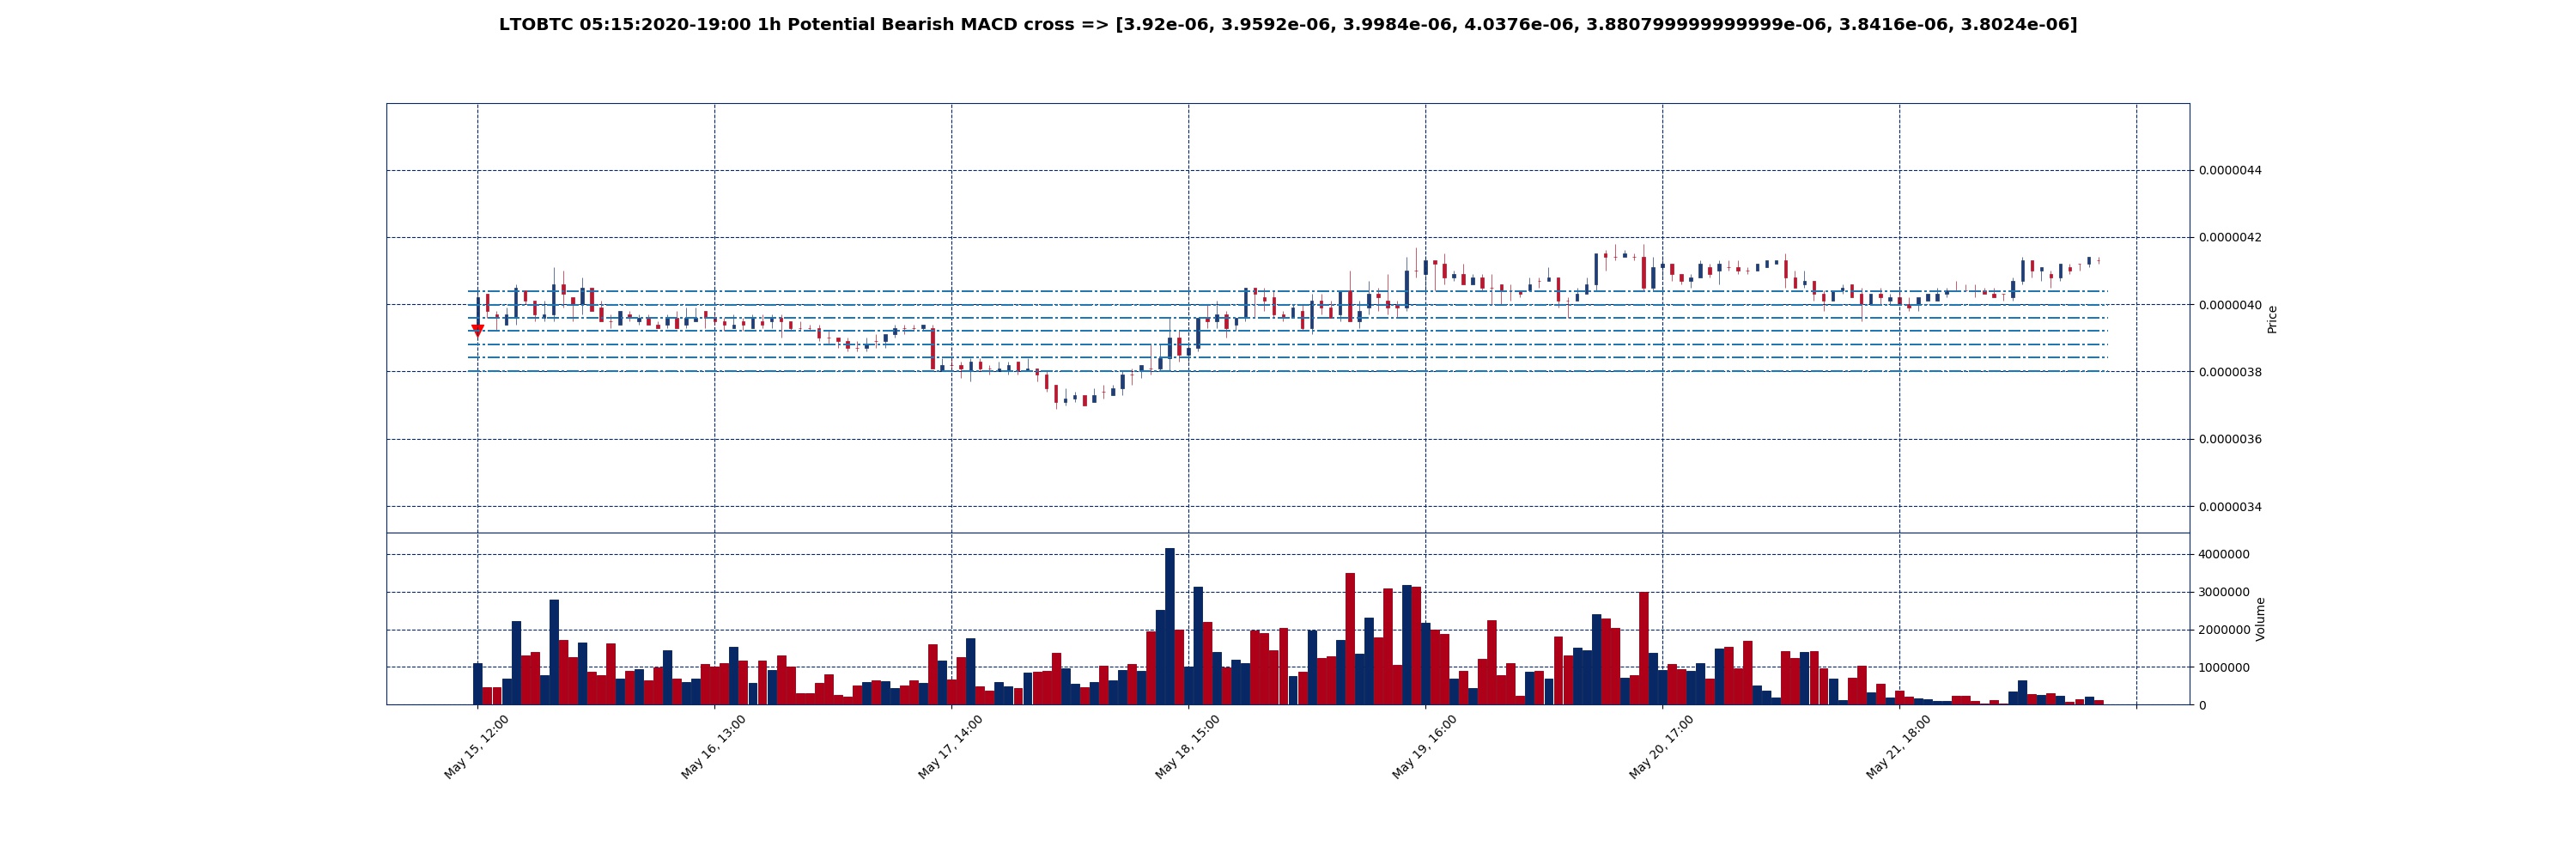 LTOBTC 05:15:2020-19:00 1h Potential Bearish MACD cross => [3.92e-06, 3.9592e-06, 3.9984e-06, 4.0376e-06, 3.880799999999999e-06, 3.8416e-06, 3.8024e-06]
0.0000044
0.0000042
0.0000040
Price
0.0000038
0.0000036
0.0000034
4000000
3000000
Volume
2000000
1000000
0
May 15, 12:00
May 16, 13:00
May 17, 14:00
May 18, 15:00
May 19, 16:00
May 20, 17:00
May 21, 18:00